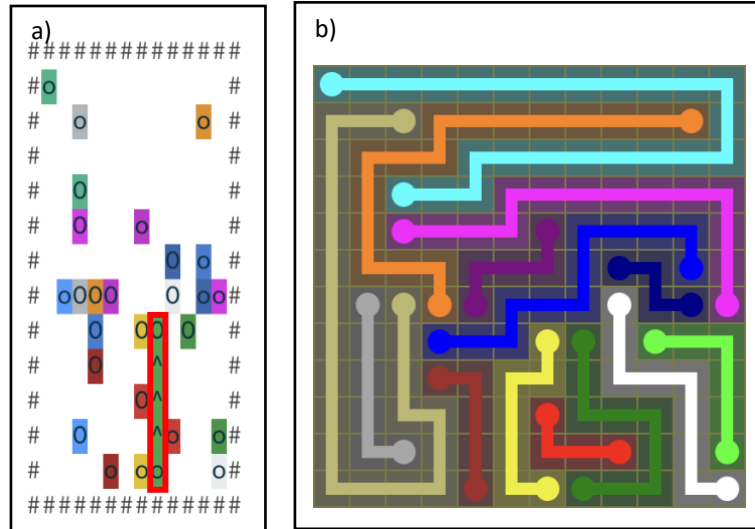 a)
##############
#o           #
#  o       o #
#            #
#  O         #
#  O   o     #
#        O o #
# oOOO   O oo#
#   O  OO O  #
#   O   ^    #
#      O^    #
#  O    ^o  o#
#    o oo   o#
##############
b)